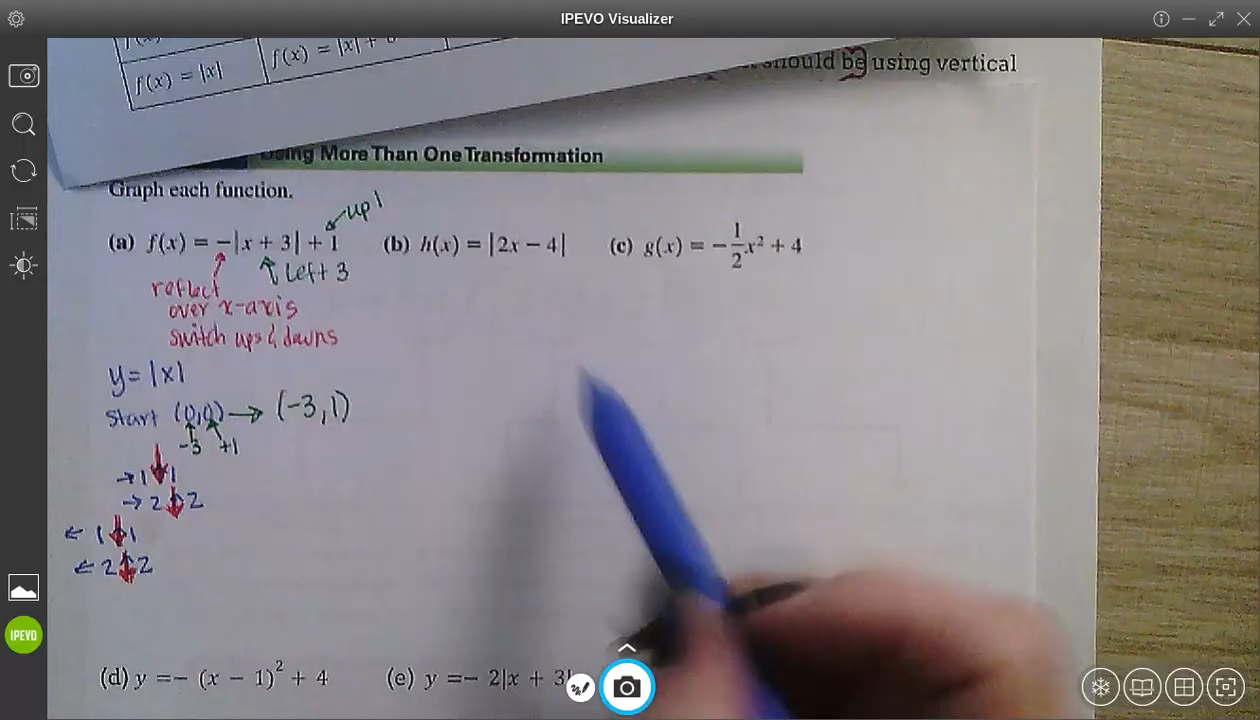 IPEVO Visualizer
f(x) = |x|
f(x) = |x| +
should be using vertical
Using More Than One Transformation
Graph each function.
up 1
(a) f(x) = −|x + 3| + 1 (b) h(x) = |2x − 4| (c) g(x) = −1/2x² + 4
Left 3
reflect
over x-axis
switch ups & downs
y = |x|
Start (0,0) → (-3,1)
-3 +1
→ 1 ↓ 1
→ 2 ↓ 2
← 1 ↓ 1
← 2 ↓ 2
(d) y =− (x − 1)² + 4 (e) y =− 2|x + 3|
IPEVO